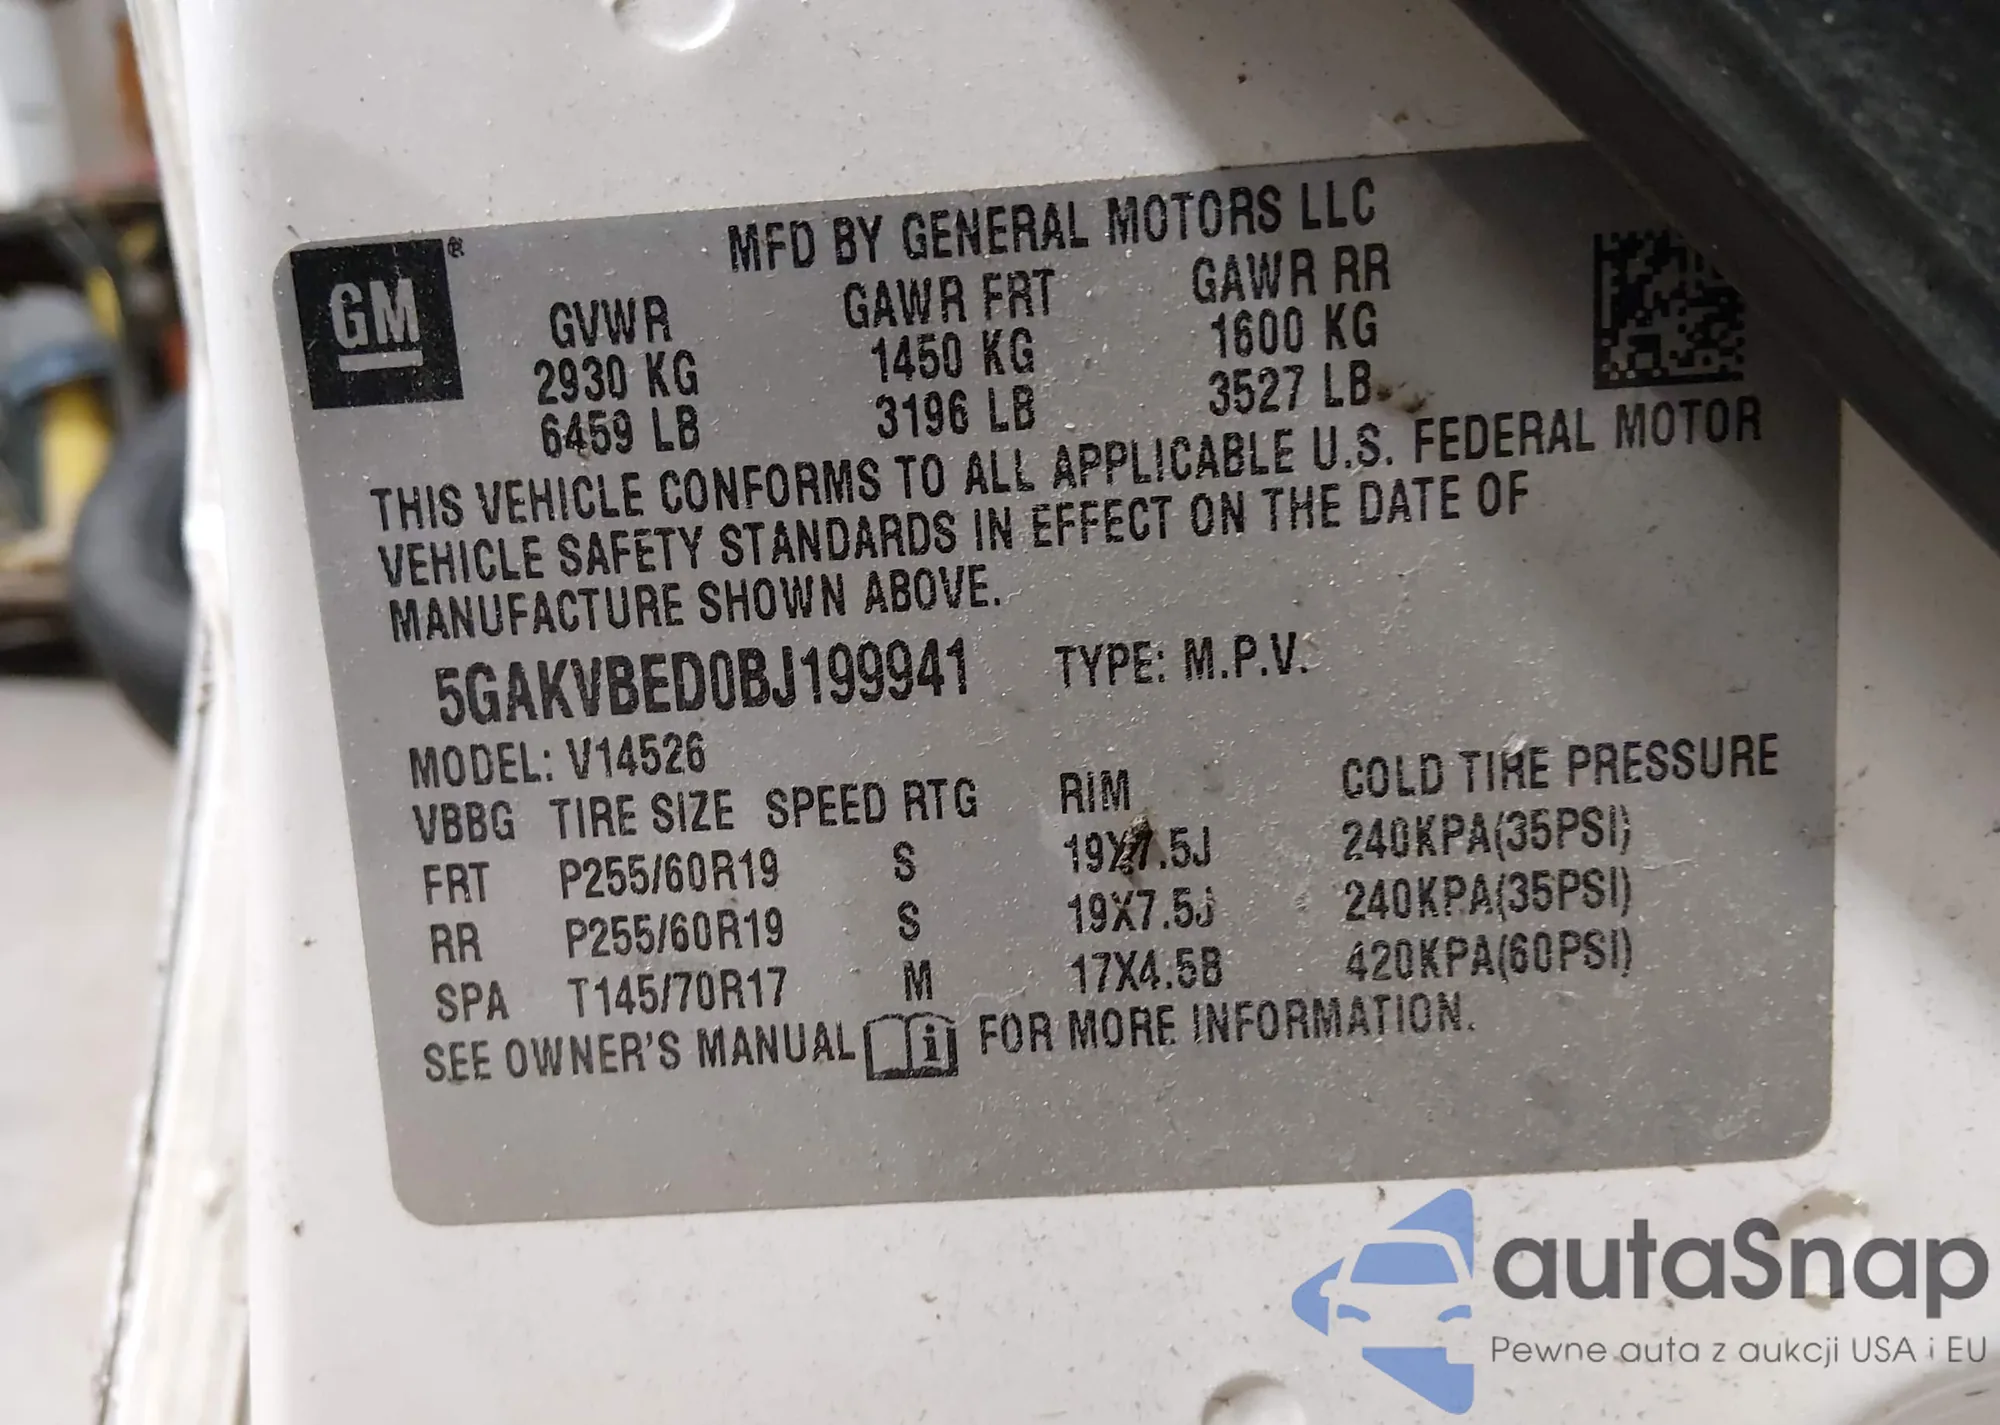 MFD BY GENERAL MOTORS LLC
GM®
GVWR GAWR FRT GAWR RR
2930 KG 1450 KG 1600 KG
6459 LB 3196 LB 3527 LB
THIS VEHICLE CONFORMS TO ALL APPLICABLE U.S. FEDERAL MOTOR
VEHICLE SAFETY STANDARDS IN EFFECT ON THE DATE OF
MANUFACTURE SHOWN ABOVE.
5GAKVBED0BJ199941 TYPE: M.P.V.
MODEL: V14526
VBBG TIRE SIZE SPEED RTG RIM COLD TIRE PRESSURE
FRT P255/60R19 S 19X7.5J 240KPA(35PSI)
RR P255/60R19 S 19X7.5J 240KPA(35PSI)
SPA T145/70R17 M 17X4.5B 420KPA(60PSI)
SEE OWNER'S MANUAL i FOR MORE INFORMATION.
autaSnap
Pewne auta z aukcji USA i EU